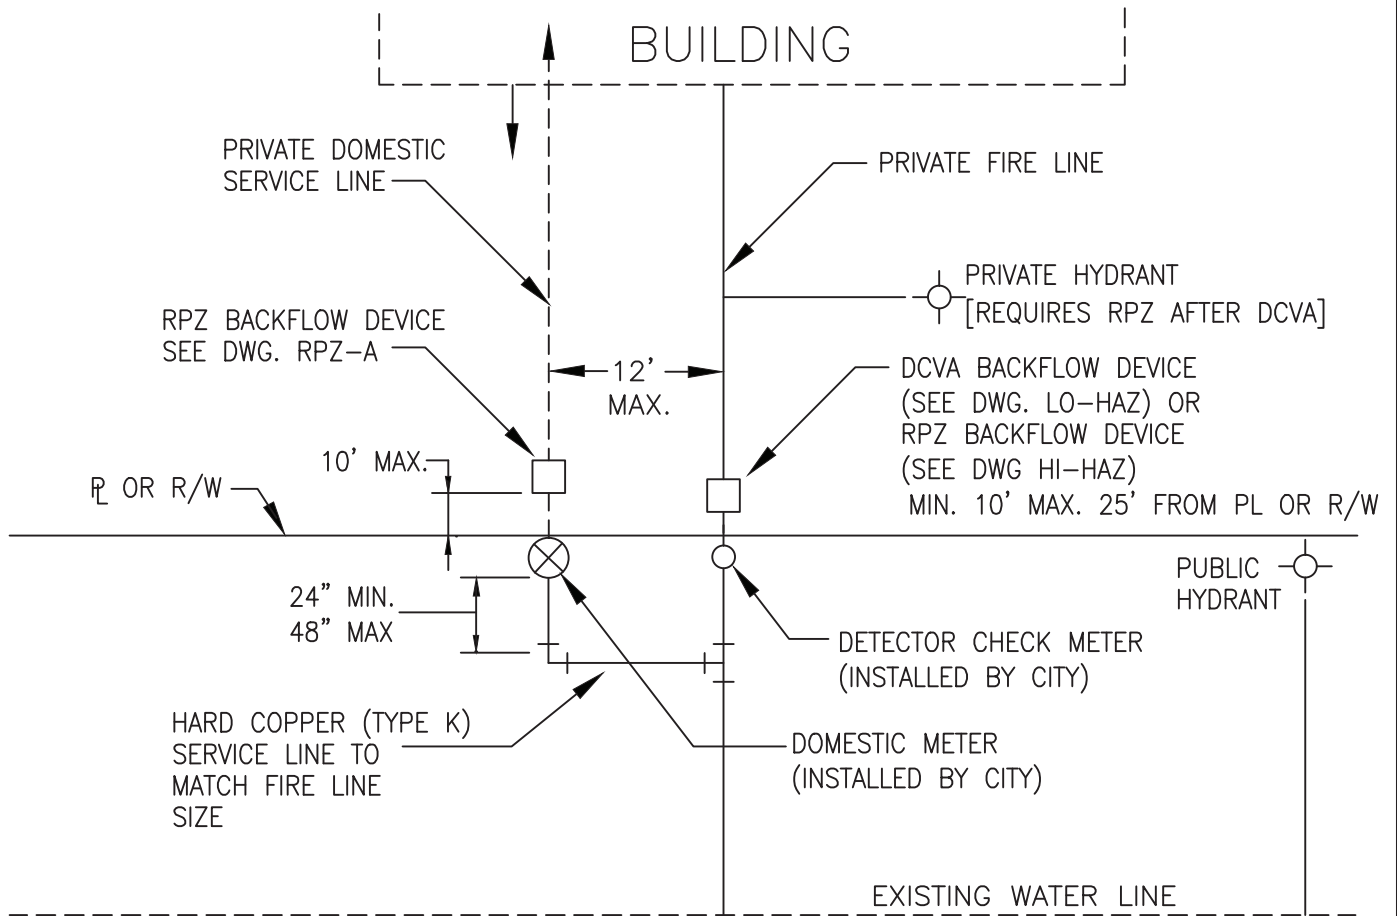 BUILDING
PRIVATE DOMESTIC
SERVICE LINE
PRIVATE FIRE LINE
PRIVATE HYDRANT
[REQUIRES RPZ AFTER DCVA]
RPZ BACKFLOW DEVICE
SEE DWG. RPZ-A
12'
MAX.
DCVA BACKFLOW DEVICE
(SEE DWG. LO-HAZ) OR
RPZ BACKFLOW DEVICE
(SEE DWG HI-HAZ)
MIN. 10' MAX. 25' FROM PL OR R/W
10' MAX.
PL OR R/W
PUBLIC
HYDRANT
24" MIN.
48" MAX
DETECTOR CHECK METER
(INSTALLED BY CITY)
HARD COPPER (TYPE K)
SERVICE LINE TO
MATCH FIRE LINE
SIZE
DOMESTIC METER
(INSTALLED BY CITY)
EXISTING WATER LINE